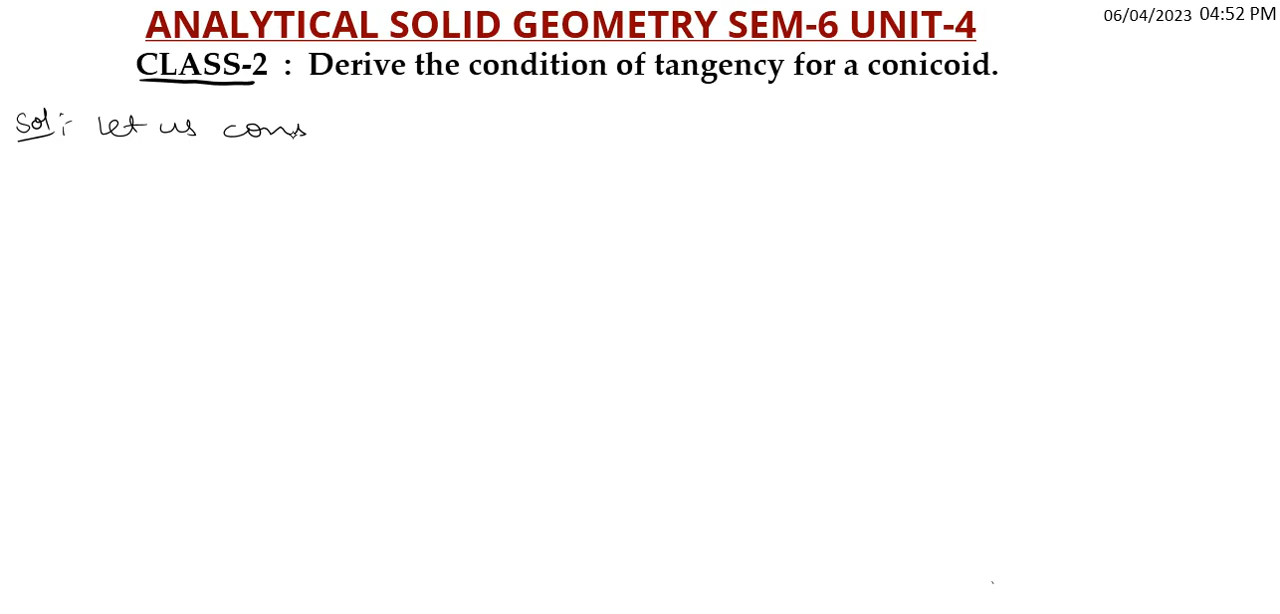 ANALYTICAL SOLID GEOMETRY SEM-6 UNIT-4
06/04/2023 04:52 PM
CLASS-2 : Derive the condition of tangency for a conicoid.
Sol:- Let us cons